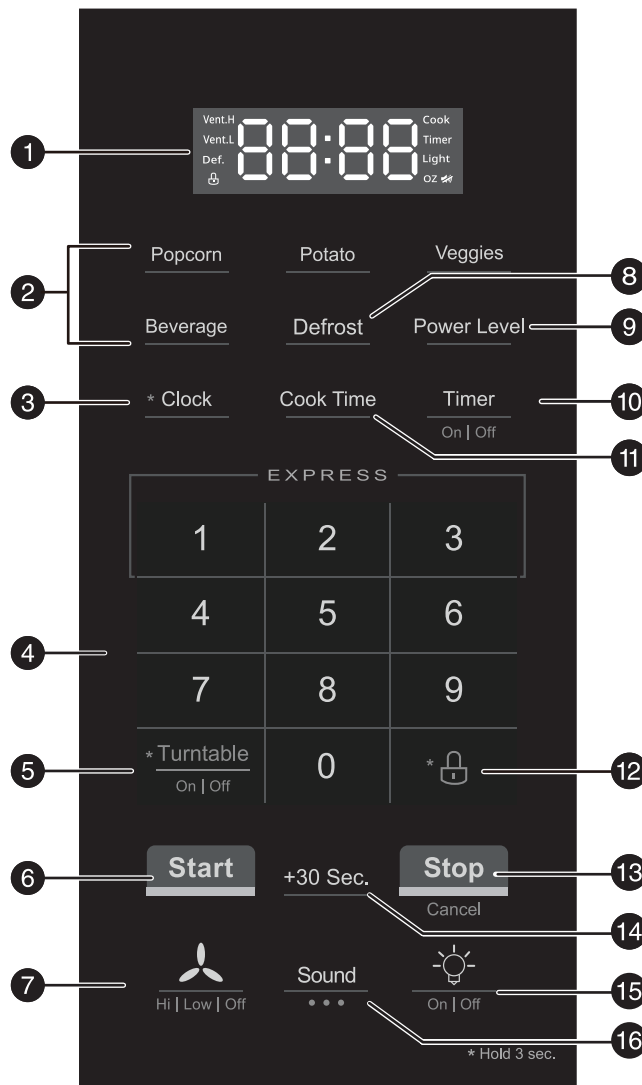 Vent.H 88:88 Cook
Vent.L Timer
Def. Light
OZ
1
Popcorn Potato Veggies
2
8
Beverage Defrost Power Level
9
3
* Clock Cook Time Timer
10
On | Off
11
EXPRESS
1 2 3
4 5 6
4
7 8 9
* Turntable 0 *
5
12
On | Off
Start +30 Sec. Stop
6
13
Cancel
14
7
Hi | Low | Off Sound On | Off
15
16
* Hold 3 sec.